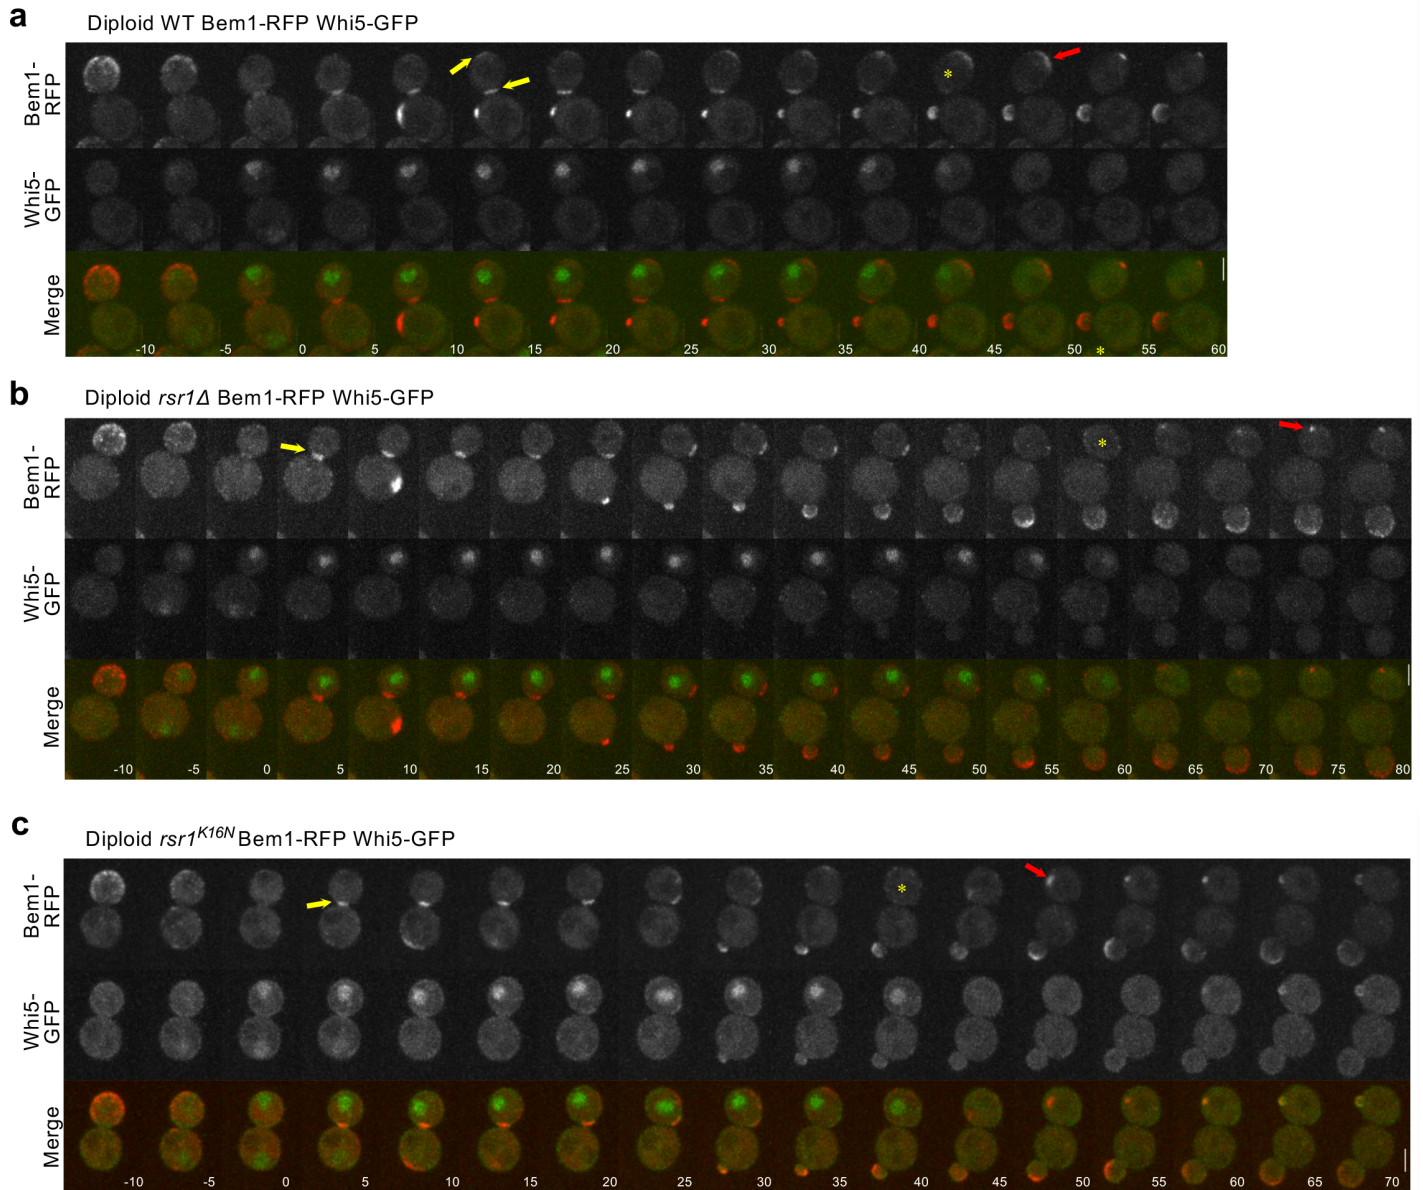 a
Diploid WT Bem1-RFP Whi5-GFP
Bem1-
RFP
*
Whi5-
GFP
Merge
-10 -5 0 5 10 15 20 25 30 35 40 45 50 * 55 60
b
Diploid rsr1Δ Bem1-RFP Whi5-GFP
Bem1-
RFP
*
Whi5-
GFP
Merge
-10 -5 0 5 10 15 20 25 30 35 40 45 50 55 60 65 70 75 80
c
Diploid rsr1K16N Bem1-RFP Whi5-GFP
Bem1-
RFP
*
Whi5-
GFP
Merge
-10 -5 0 5 10 15 20 25 30 35 40 45 50 55 60 65 70